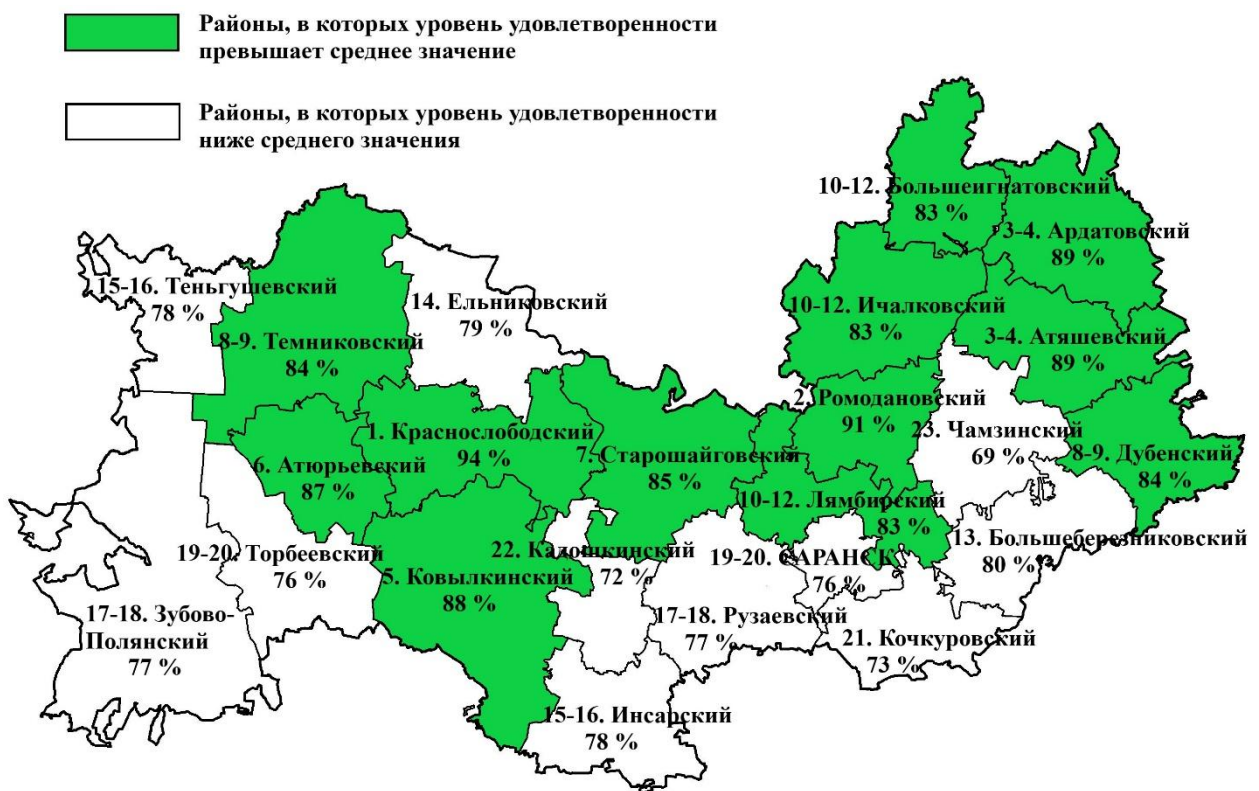 Районы, в которых уровень удовлетворенности
превышает среднее значение
Районы, в которых уровень удовлетворенности
ниже среднего значения
10-12. Большеигнатовский
83 %
3-4. Ардатовский
89 %
15-16. Теньгушевский
78 %
14. Ельниковский
79 %
10-12. Ичалковский
83 %
8-9. Темниковский
84 %
3-4. Атяшевский
89 %
2. Ромодановский
91 %
1. Краснослободский
94 %
23. Чамзинский
69 %
6. Атюрьевский
87 %
7. Старошайговский
85 %
8-9. Дубенский
84 %
10-12. Лямбирский
83 %
13. Большеберезниковский
80 %
19-20. Торбеевский
76 %
22. Кадошкинский
72 %
19-20. САРАНСК
76 %
5. Ковылкинский
88 %
17-18. Зубово-
Полянский
77 %
17-18. Рузаевский
77 %
21. Кочкуровский
73 %
15-16. Инсарский
78 %